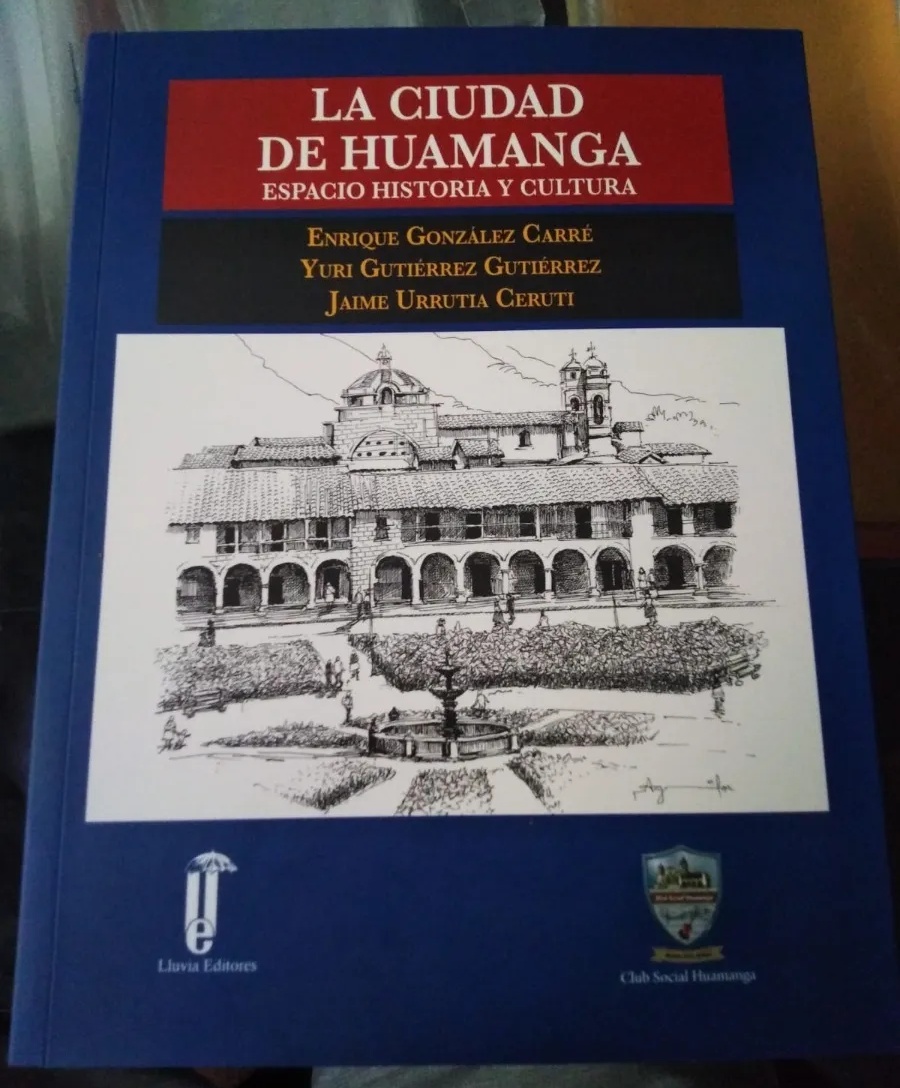 LA CIUDAD
DE HUAMANGA
ESPACIO HISTORIA Y CULTURA
ENRIQUE GONZÁLEZ CARRÉ
YURI GUTIÉRREZ GUTIÉRREZ
JAIME URRUTIA CERUTI
Lluvia Editores
Club Social Huamanga